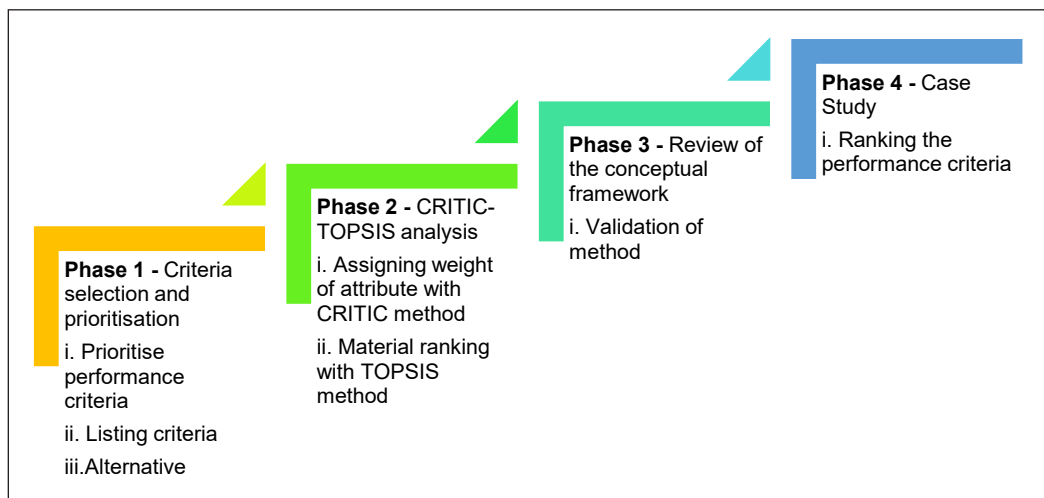 Phase 1 - Criteria
selection and
prioritisation
i. Prioritise
performance
criteria
ii. Listing criteria
iii.Alternative
Phase 2 - CRITIC-
TOPSIS analysis
i. Assigning weight
of attribute with
CRITIC method
ii. Material ranking
with TOPSIS
method
Phase 3 - Review of
the conceptual
framework
i. Validation of
method
Phase 4 - Case
Study
i. Ranking the
performance criteria